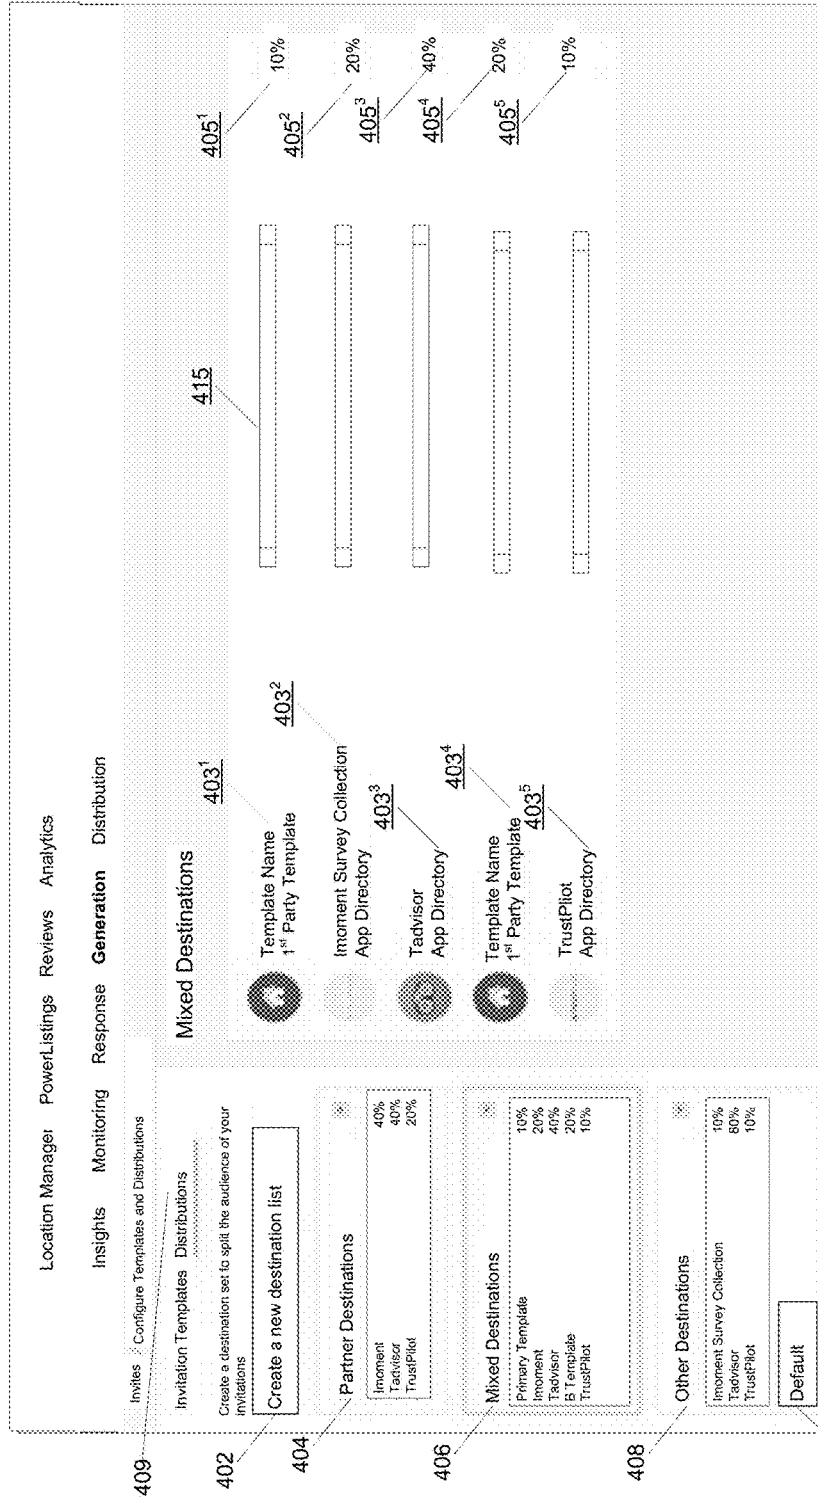 Location Manager PowerListings Reviews Analytics
Insights Monitoring Response Generation Distribution
Invites / Configure Templates and Distributions
409
Invitation Templates Distributions
Create a destination set to split the audience of your
invitations
402
Create a new destination list
404
Partner Destinations
Imoment 40%
Tadvisor 40%
TrustPilot 20%
406
Mixed Destinations
Primary Template 10%
Imoment 20%
Tadvisor 40%
B Template 20%
TrustPilot 10%
408
Other Destinations
Imoment Survey Collection 10%
Tadvisor 80%
TrustPilot 10%
Default
Mixed Destinations
403¹
Template Name
1st Party Template
415
405¹
10%
403²
Imoment Survey Collection
App Directory
405²
20%
403³
Tadvisor
App Directory
405³
40%
403⁴
Template Name
1st Party Template
405⁴
20%
403⁵
TrustPliot
App Directory
405⁵
10%